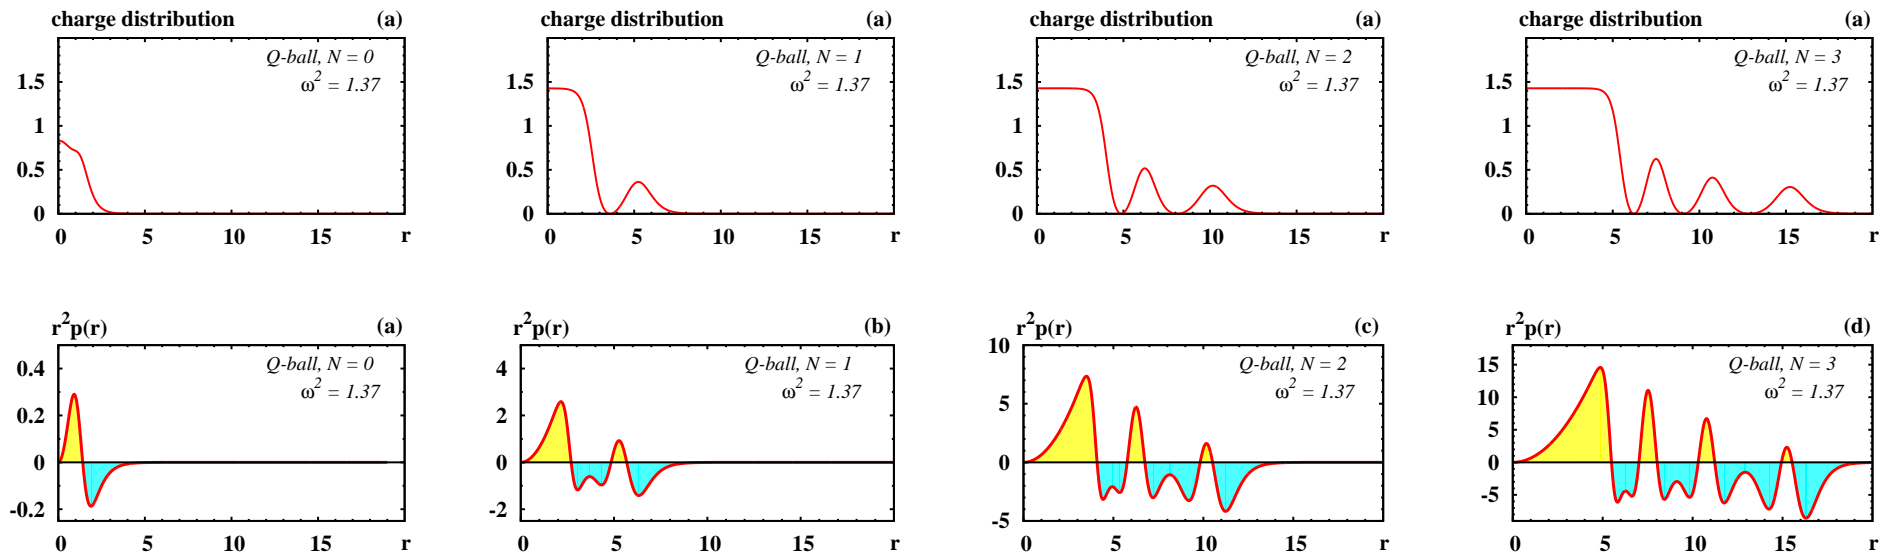 charge distribution (a) charge distribution (a) charge distribution (a) charge distribution (a)
Q-ball, N = 0 Q-ball, N = 1 Q-ball, N = 2 Q-ball, N = 3
ω² = 1.37 ω² = 1.37 ω² = 1.37 ω² = 1.37
1.5 1.5 1.5 1.5
1 1 1 1
0.5 0.5 0.5 0.5
0 0 0 0
0 5 10 15 r 0 5 10 15 r 0 5 10 15 r 0 5 10 15 r
r²p(r) (a) r²p(r) (b) r²p(r) (c) r²p(r) (d)
Q-ball, N = 0 Q-ball, N = 1 Q-ball, N = 2 Q-ball, N = 3
ω² = 1.37 ω² = 1.37 ω² = 1.37 ω² = 1.37
0.4 4 10 15
0.2 2 5 10
0 0 0 5
-0.2 -2 -5 0
-5
0 5 10 15 r 0 5 10 15 r 0 5 10 15 r 0 5 10 15 r